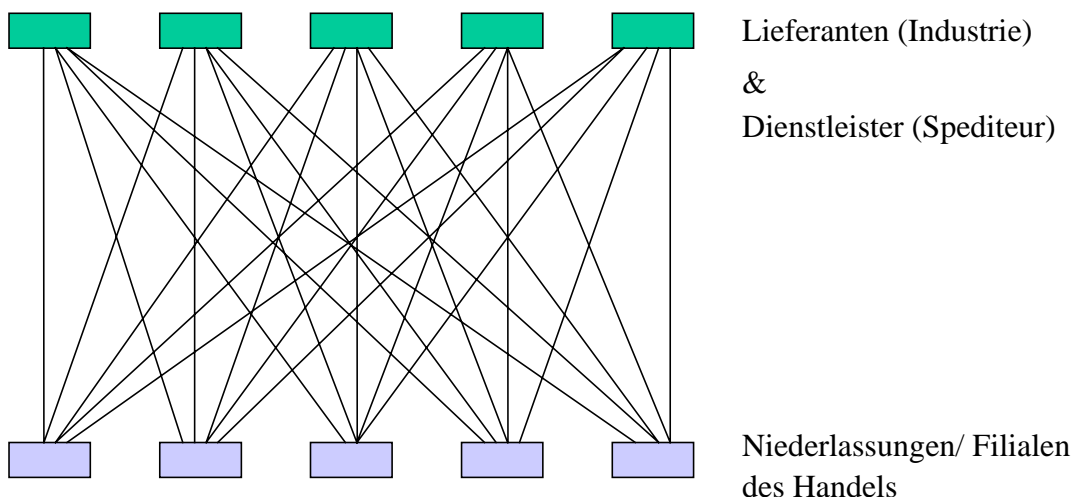 Lieferanten (Industrie)
&
Dienstleister (Spediteur)
Niederlassungen/ Filialen
des Handels